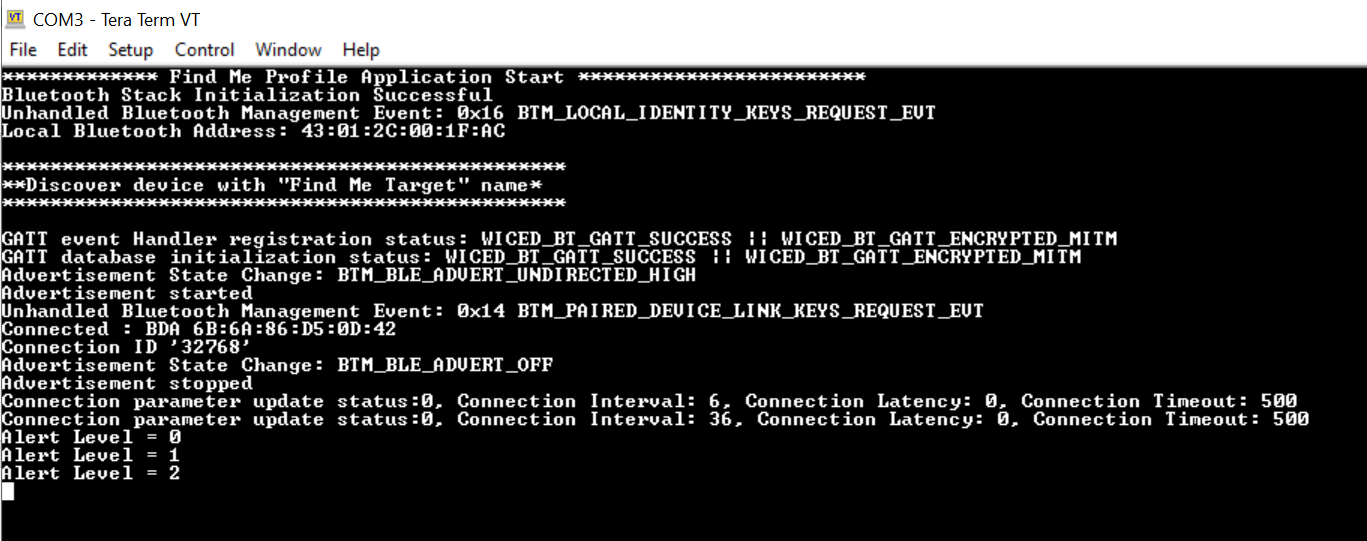 VT COM3 - Tera Term VT
File Edit Setup Control Window Help
************* Find Me Profile Application Start ************************
Bluetooth Stack Initialization Successful
Unhandled Bluetooth Management Event: 0x16 BTM_LOCAL_IDENTITY_KEYS_REQUEST_EVT
Local Bluetooth Address: 43:01:2C:00:1F:AC
***********************************************
**Discover device with "Find Me Target" name*
***********************************************
GATT event Handler registration status: WICED_BT_GATT_SUCCESS || WICED_BT_GATT_ENCRYPTED_MITM
GATT database initialization status: WICED_BT_GATT_SUCCESS || WICED_BT_GATT_ENCRYPTED_MITM
Advertisement State Change: BTM_BLE_ADVERT_UNDIRECTED_HIGH
Advertisement started
Unhandled Bluetooth Management Event: 0x14 BTM_PAIRED_DEVICE_LINK_KEYS_REQUEST_EVT
Connected : BDA 6B:6A:86:D5:0D:42
Connection ID '32768'
Advertisement State Change: BTM_BLE_ADVERT_OFF
Advertisement stopped
Connection parameter update status:0, Connection Interval: 6, Connection Latency: 0, Connection Timeout: 500
Connection parameter update status:0, Connection Interval: 36, Connection Latency: 0, Connection Timeout: 500
Alert Level = 0
Alert Level = 1
Alert Level = 2